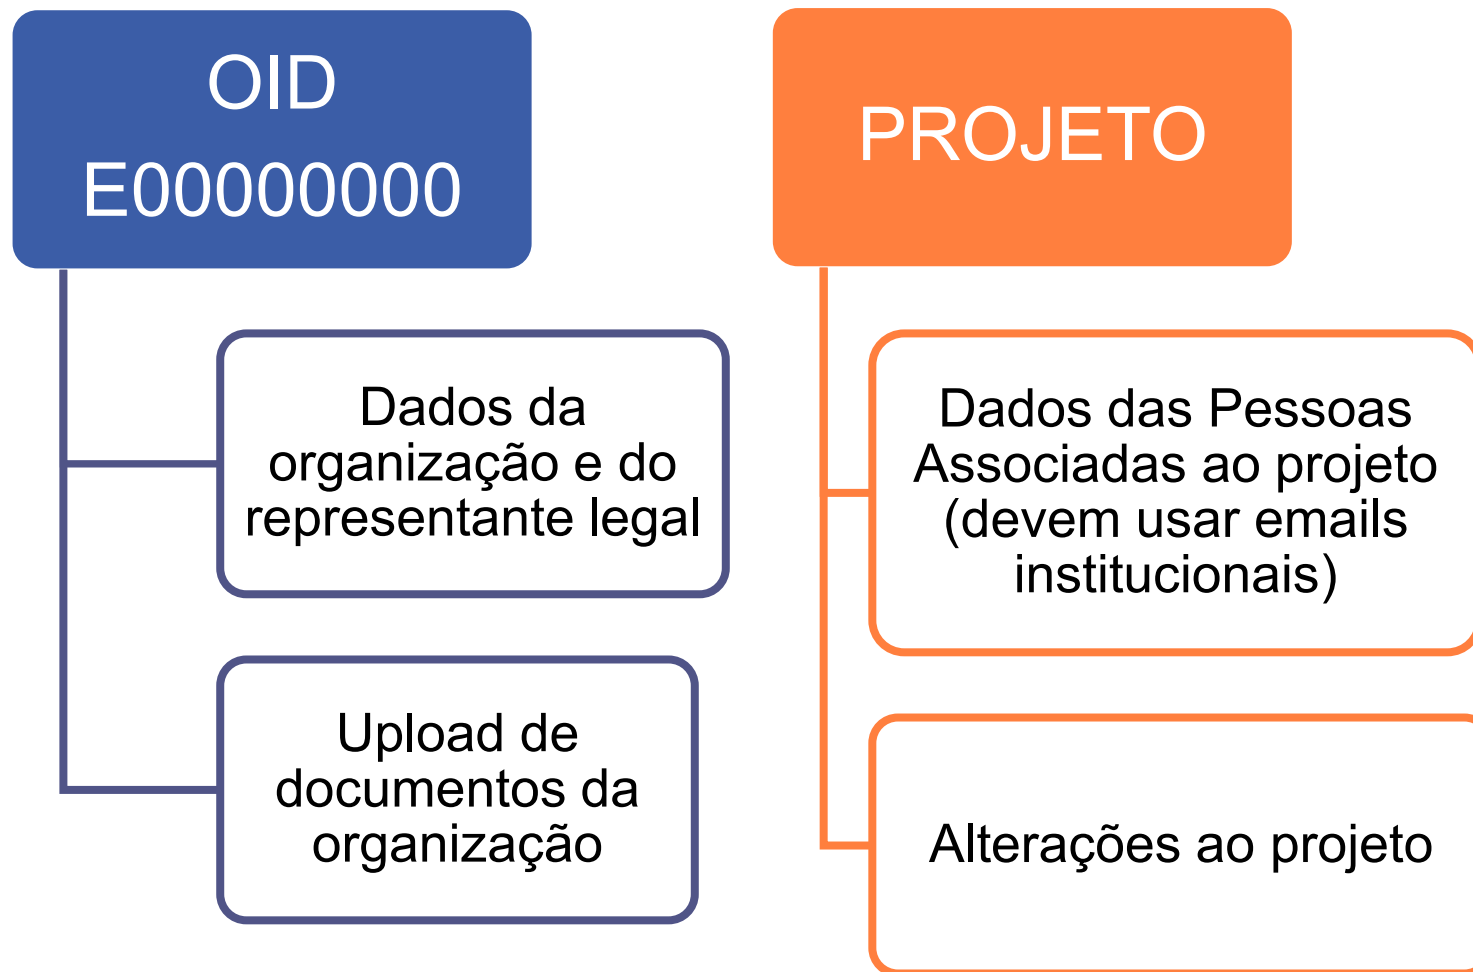 OID
E00000000
Dados da
organização e do
representante legal
Upload de
documentos da
organização
PROJETO
Dados das Pessoas
Associadas ao projeto
(devem usar emails
institucionais)
Alterações ao projeto